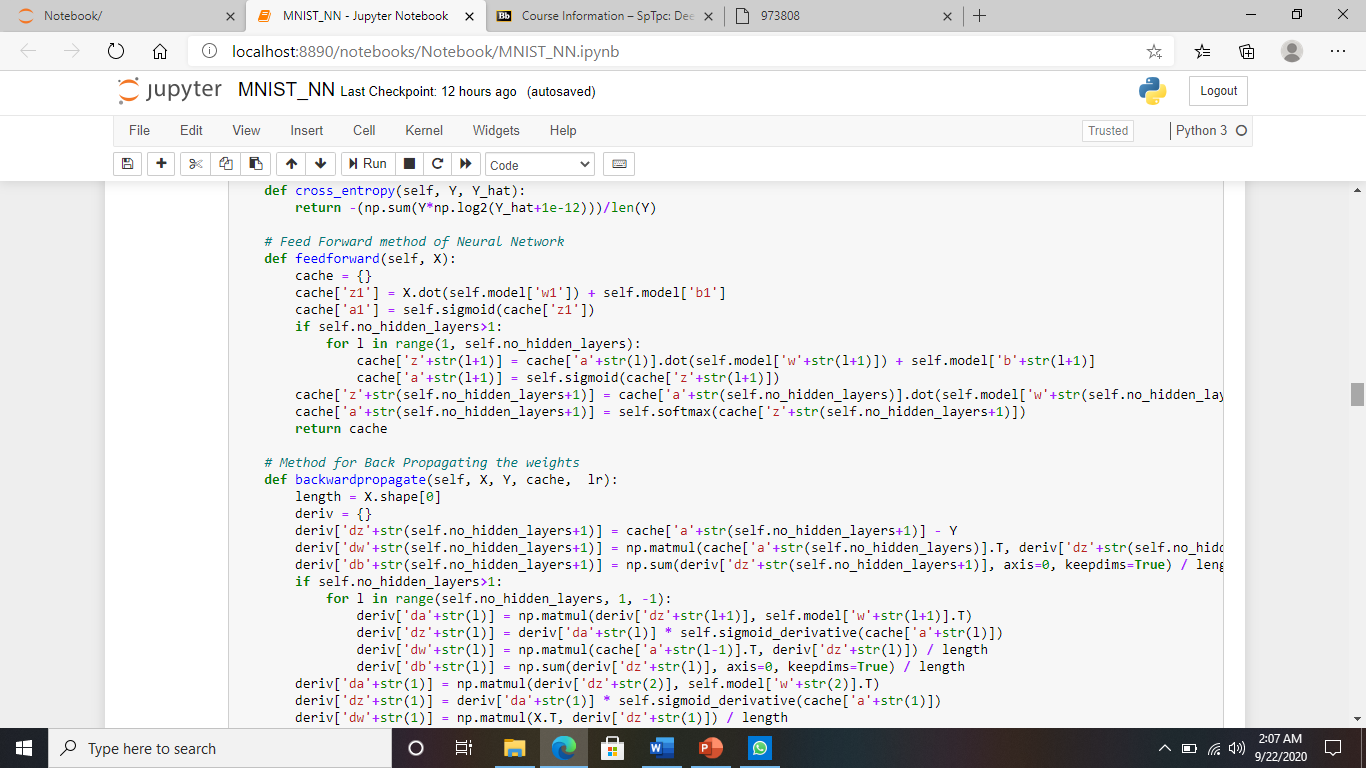 Notebook/
MNIST_NN - Jupyter Notebook
Bb Course Information – SpTpc: Dee
973808
localhost:8890/notebooks/Notebook/MNIST_NN.ipynb
jupyter MNIST_NN Last Checkpoint: 12 hours ago (autosaved)
Logout
File Edit View Insert Cell Kernel Widgets Help
Trusted
Python 3
Run
Code
def cross_entropy(self, Y, Y_hat):
    return -(np.sum(Y*np.log2(Y_hat+1e-12)))/len(Y)
# Feed Forward method of Neural Network
def feedforward(self, X):
    cache = {}
    cache['z1'] = X.dot(self.model['w1']) + self.model['b1']
    cache['a1'] = self.sigmoid(cache['z1'])
    if self.no_hidden_layers>1:
        for l in range(1, self.no_hidden_layers):
            cache['z'+str(l+1)] = cache['a'+str(l)].dot(self.model['w'+str(l+1)]) + self.model['b'+str(l+1)]
            cache['a'+str(l+1)] = self.sigmoid(cache['z'+str(l+1)])
    cache['z'+str(self.no_hidden_layers+1)] = cache['a'+str(self.no_hidden_layers)].dot(self.model['w'+str(self.no_hidden_lay
    cache['a'+str(self.no_hidden_layers+1)] = self.softmax(cache['z'+str(self.no_hidden_layers+1)])
    return cache
# Method for Back Propagating the weights
def backwardpropagate(self, X, Y, cache,  lr):
    length = X.shape[0]
    deriv = {}
    deriv['dz'+str(self.no_hidden_layers+1)] = cache['a'+str(self.no_hidden_layers+1)] - Y
    deriv['dw'+str(self.no_hidden_layers+1)] = np.matmul(cache['a'+str(self.no_hidden_layers)].T, deriv['dz'+str(self.no_hidd
    deriv['db'+str(self.no_hidden_layers+1)] = np.sum(deriv['dz'+str(self.no_hidden_layers+1)], axis=0, keepdims=True) / leng
    if self.no_hidden_layers>1:
        for l in range(self.no_hidden_layers, 1, -1):
            deriv['da'+str(l)] = np.matmul(deriv['dz'+str(l+1)], self.model['w'+str(l+1)].T)
            deriv['dz'+str(l)] = deriv['da'+str(l)] * self.sigmoid_derivative(cache['a'+str(l)])
            deriv['dw'+str(l)] = np.matmul(cache['a'+str(l-1)].T, deriv['dz'+str(l)]) / length
            deriv['db'+str(l)] = np.sum(deriv['dz'+str(l)], axis=0, keepdims=True) / length
    deriv['da'+str(1)] = np.matmul(deriv['dz'+str(2)], self.model['w'+str(2)].T)
    deriv['dz'+str(1)] = deriv['da'+str(1)] * self.sigmoid_derivative(cache['a'+str(1)])
    deriv['dw'+str(1)] = np.matmul(X.T, deriv['dz'+str(1)]) / length
Type here to search
2:07 AM
9/22/2020